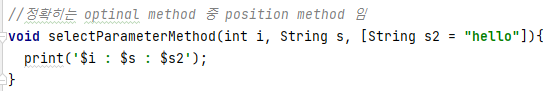 //정확히는 optinal method 중 position method 임
void selectParameterMethod(int i, String s, [String s2 = "hello"]){
  print('$i : $s : $s2');
}